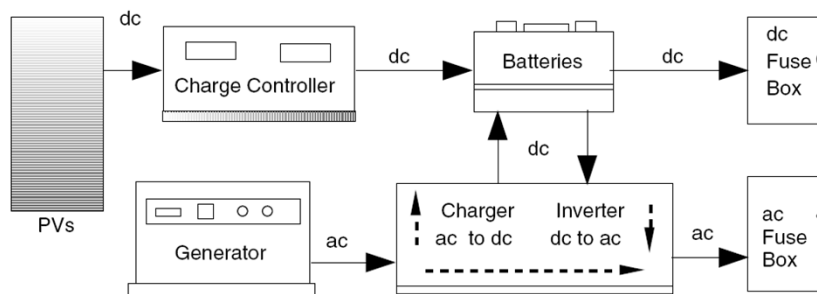 dc
Charge Controller
dc
Batteries
dc
dc
Fuse
Box
PVs
dc
Generator
ac
Charger
ac to dc
Inverter
dc to ac
ac
ac
Fuse
Box